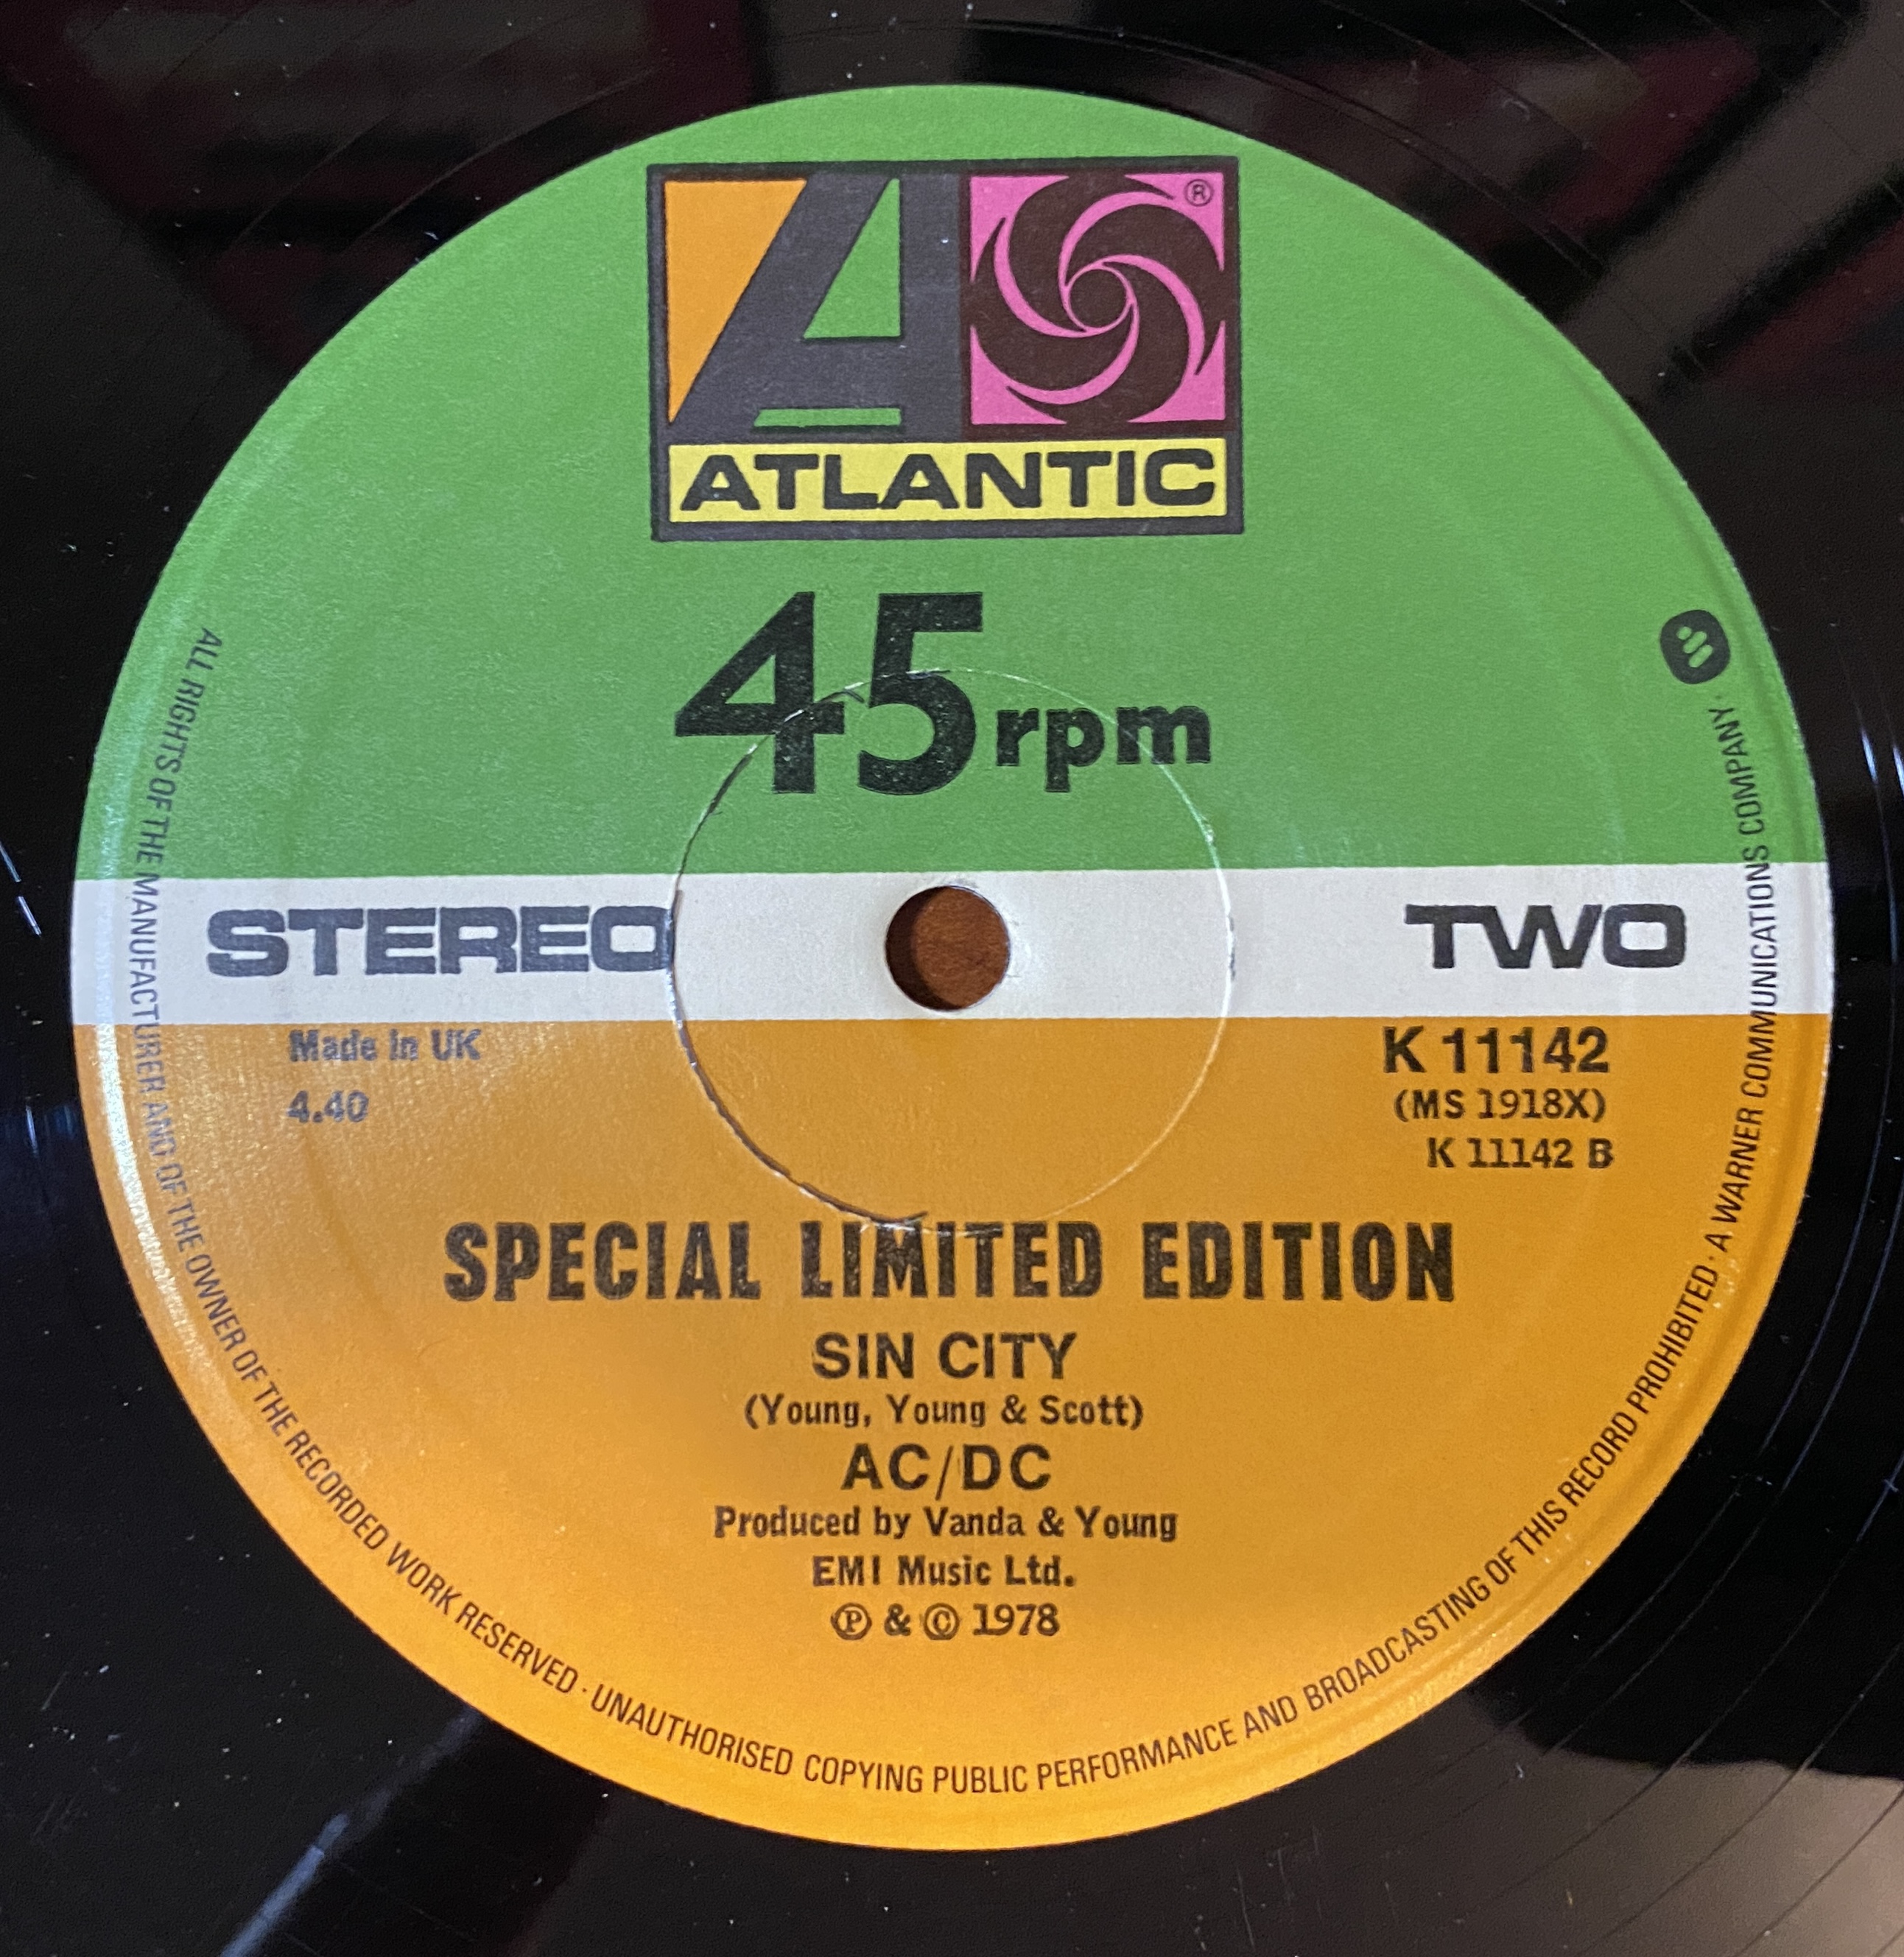 ®
ATLANTIC
45 rpm
STEREO
TWO
Made in UK
4.40
K 11142
(MS 1918X)
K 11142 B
SPECIAL LIMITED EDITION
SIN CITY
(Young, Young & Scott)
AC/DC
Produced by Vanda & Young
EMI Music Ltd.
℗ & © 1978
ALL RIGHTS OF THE MANUFACTURER AND OF THE OWNER OF THE RECORDED WORK RESERVED · UNAUTHORISED COPYING PUBLIC PERFORMANCE AND BROADCASTING OF THIS RECORD PROHIBITED · A WARNER COMMUNICATIONS COMPANY ·